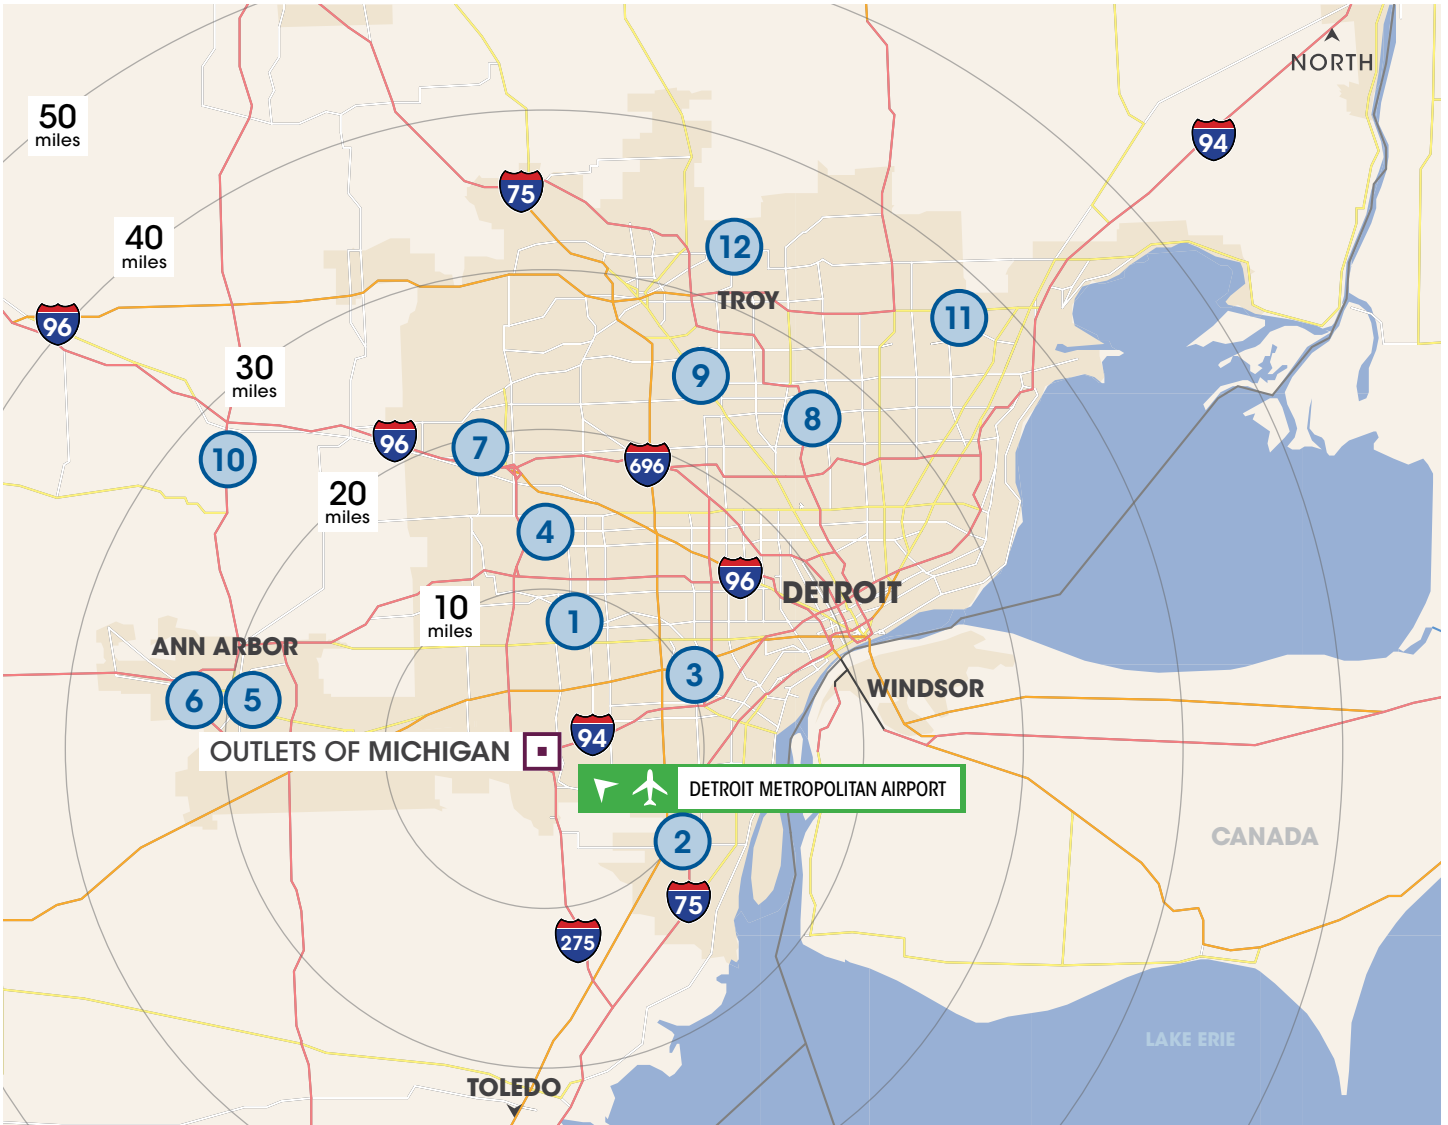 NORTH
50
miles
94
75
40
miles
12
TROY
96
11
30
miles
9
8
96
7
10
696
20
miles
4
96
DETROIT
10
miles
1
ANN ARBOR
3
WINDSOR
6
5
94
OUTLETS OF MICHIGAN
DETROIT METROPOLITAN AIRPORT
2
CANADA
75
275
LAKE ERIE
TOLEDO